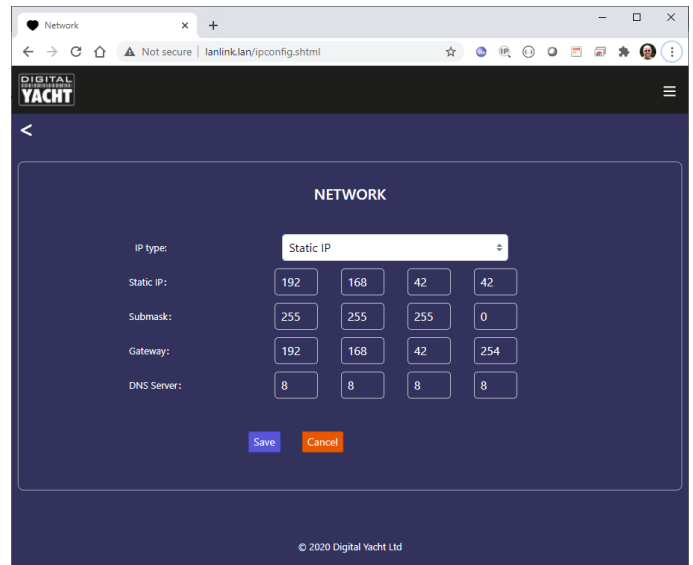 Network
Not secure lanlink.lan/ipconfig.shtml
DIGITAL
YACHT
<
NETWORK
IP type: Static IP
Static IP: 192 168 42 42
Submask: 255 255 255 0
Gateway: 192 168 42 254
DNS Server: 8 8 8 8
Save Cancel
© 2020 Digital Yacht Ltd